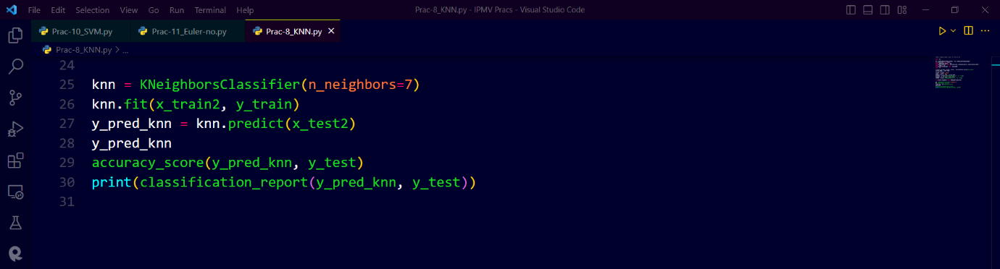 File Edit Selection View Go Run Terminal Help Prac-8_KNN.py - IPMV Pracs - Visual Studio Code
Prac-10_SVM.py Prac-11_Euler-no.py Prac-8_KNN.py
Prac-8_KNN.py > ...
24
25 knn = KNeighborsClassifier(n_neighbors=7)
26 knn.fit(x_train2, y_train)
27 y_pred_knn = knn.predict(x_test2)
28 y_pred_knn
29 accuracy_score(y_pred_knn, y_test)
30 print(classification_report(y_pred_knn, y_test))
31